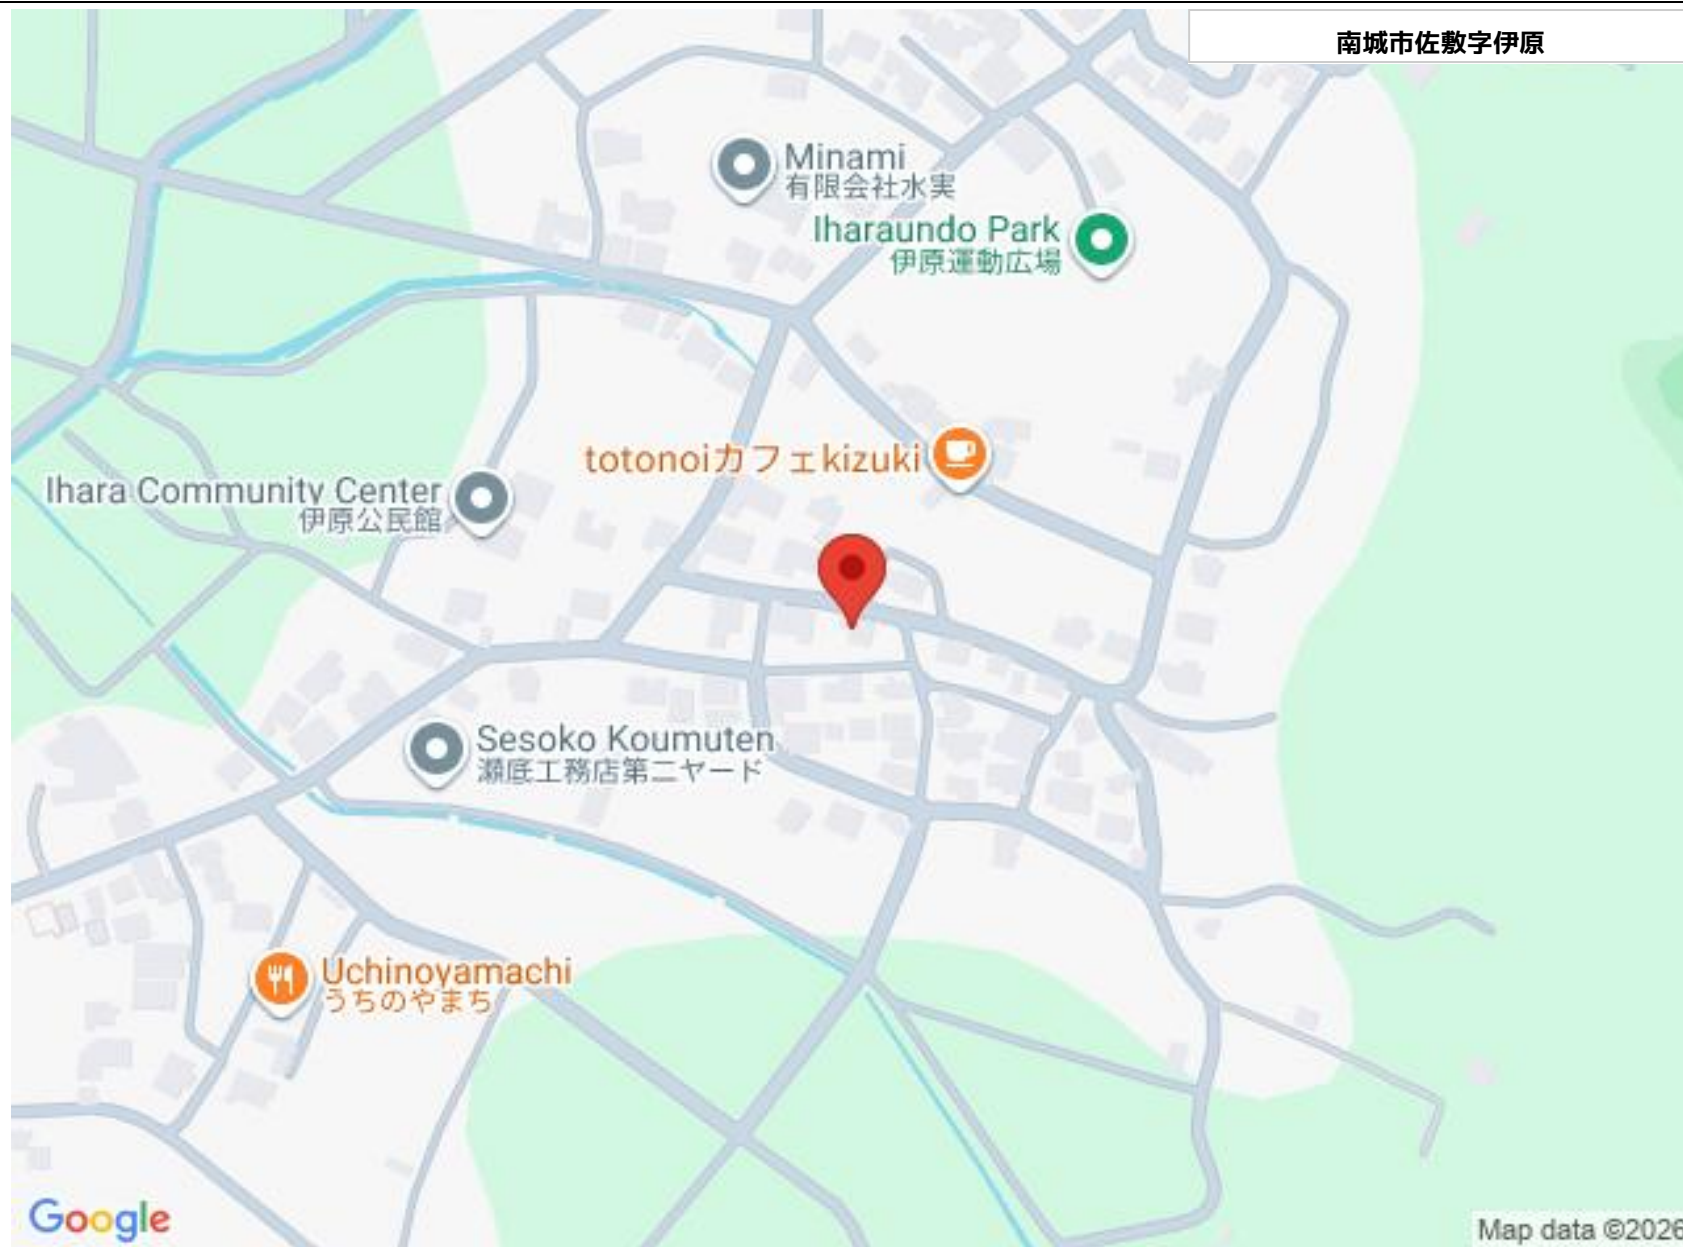 南城市佐敷字伊原
Minami
有限会社水実
Iharaundo Park
伊原運動広場
totonoiカフェkizuki
Ihara Community Center
伊原公民館
Sesoko Koumuten
瀬底工務店第二ヤード
Uchinoyamachi
うちのやまち
Google
Map data ©2026